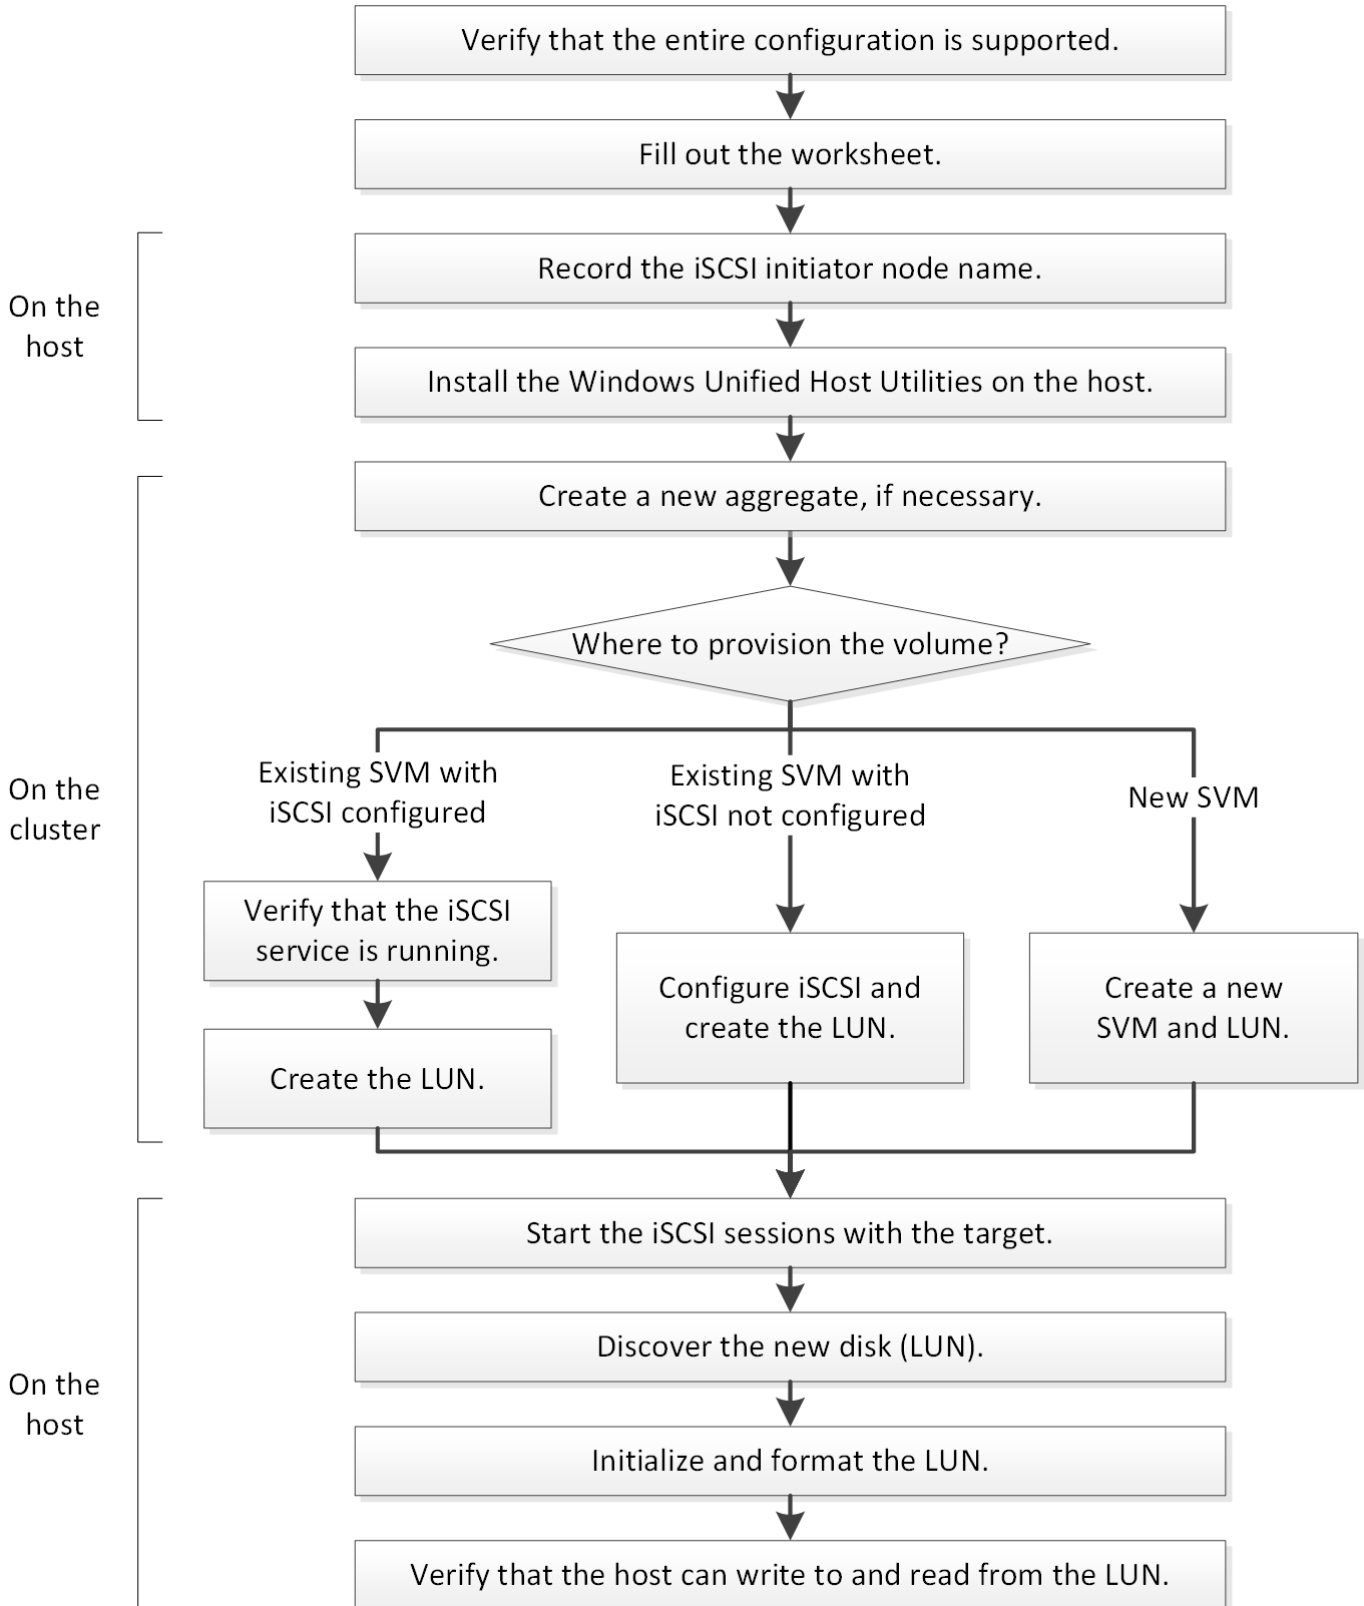 Verify that the entire configuration is supported.
Fill out the worksheet.
On the
host
Record the iSCSI initiator node name.
Install the Windows Unified Host Utilities on the host.
On the
cluster
Create a new aggregate, if necessary.
Where to provision the volume?
Existing SVM with
iSCSI configured
Existing SVM with
iSCSI not configured
New SVM
Verify that the iSCSI
service is running.
Create the LUN.
Configure iSCSI and
create the LUN.
Create a new
SVM and LUN.
On the
host
Start the iSCSI sessions with the target.
Discover the new disk (LUN).
Initialize and format the LUN.
Verify that the host can write to and read from the LUN.